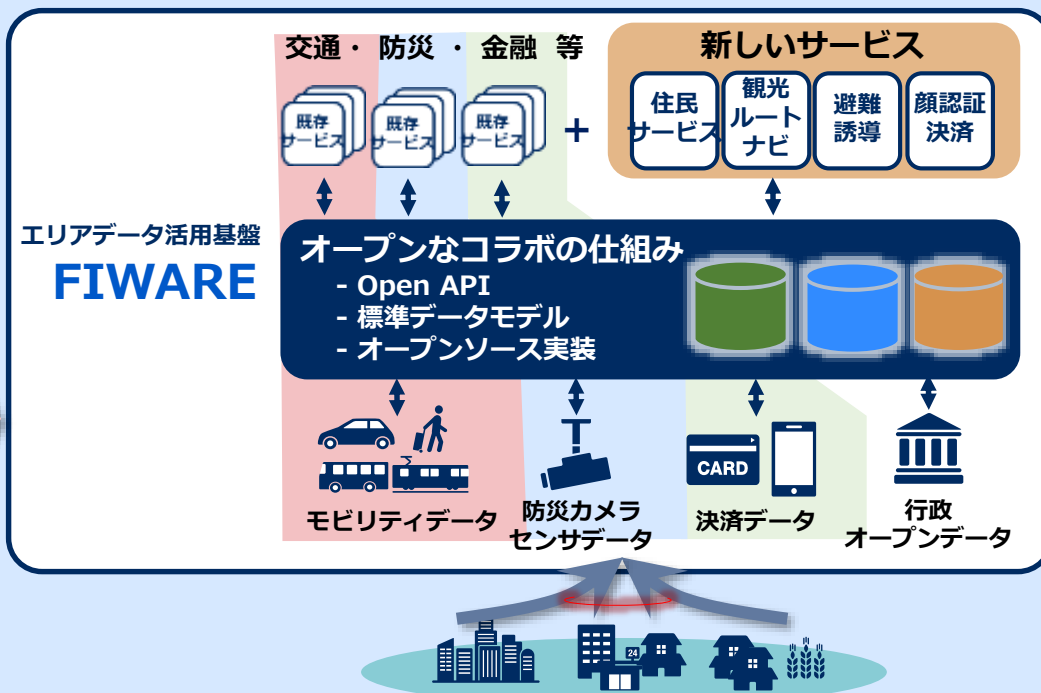 交通・ 防災 ・ 金融 等
新しいサービス
既存
サービス
既存
サービス
既存
サービス
+
住民
サービス
観光
ルート
ナビ
避難
誘導
顔認証
決済
エリアデータ活用基盤
FIWARE
オープンなコラボの仕組み
- Open API
- 標準データモデル
- オープンソース実装
CARD
モビリティデータ
防災カメラ
センサデータ
決済データ
行政
オープンデータ
24